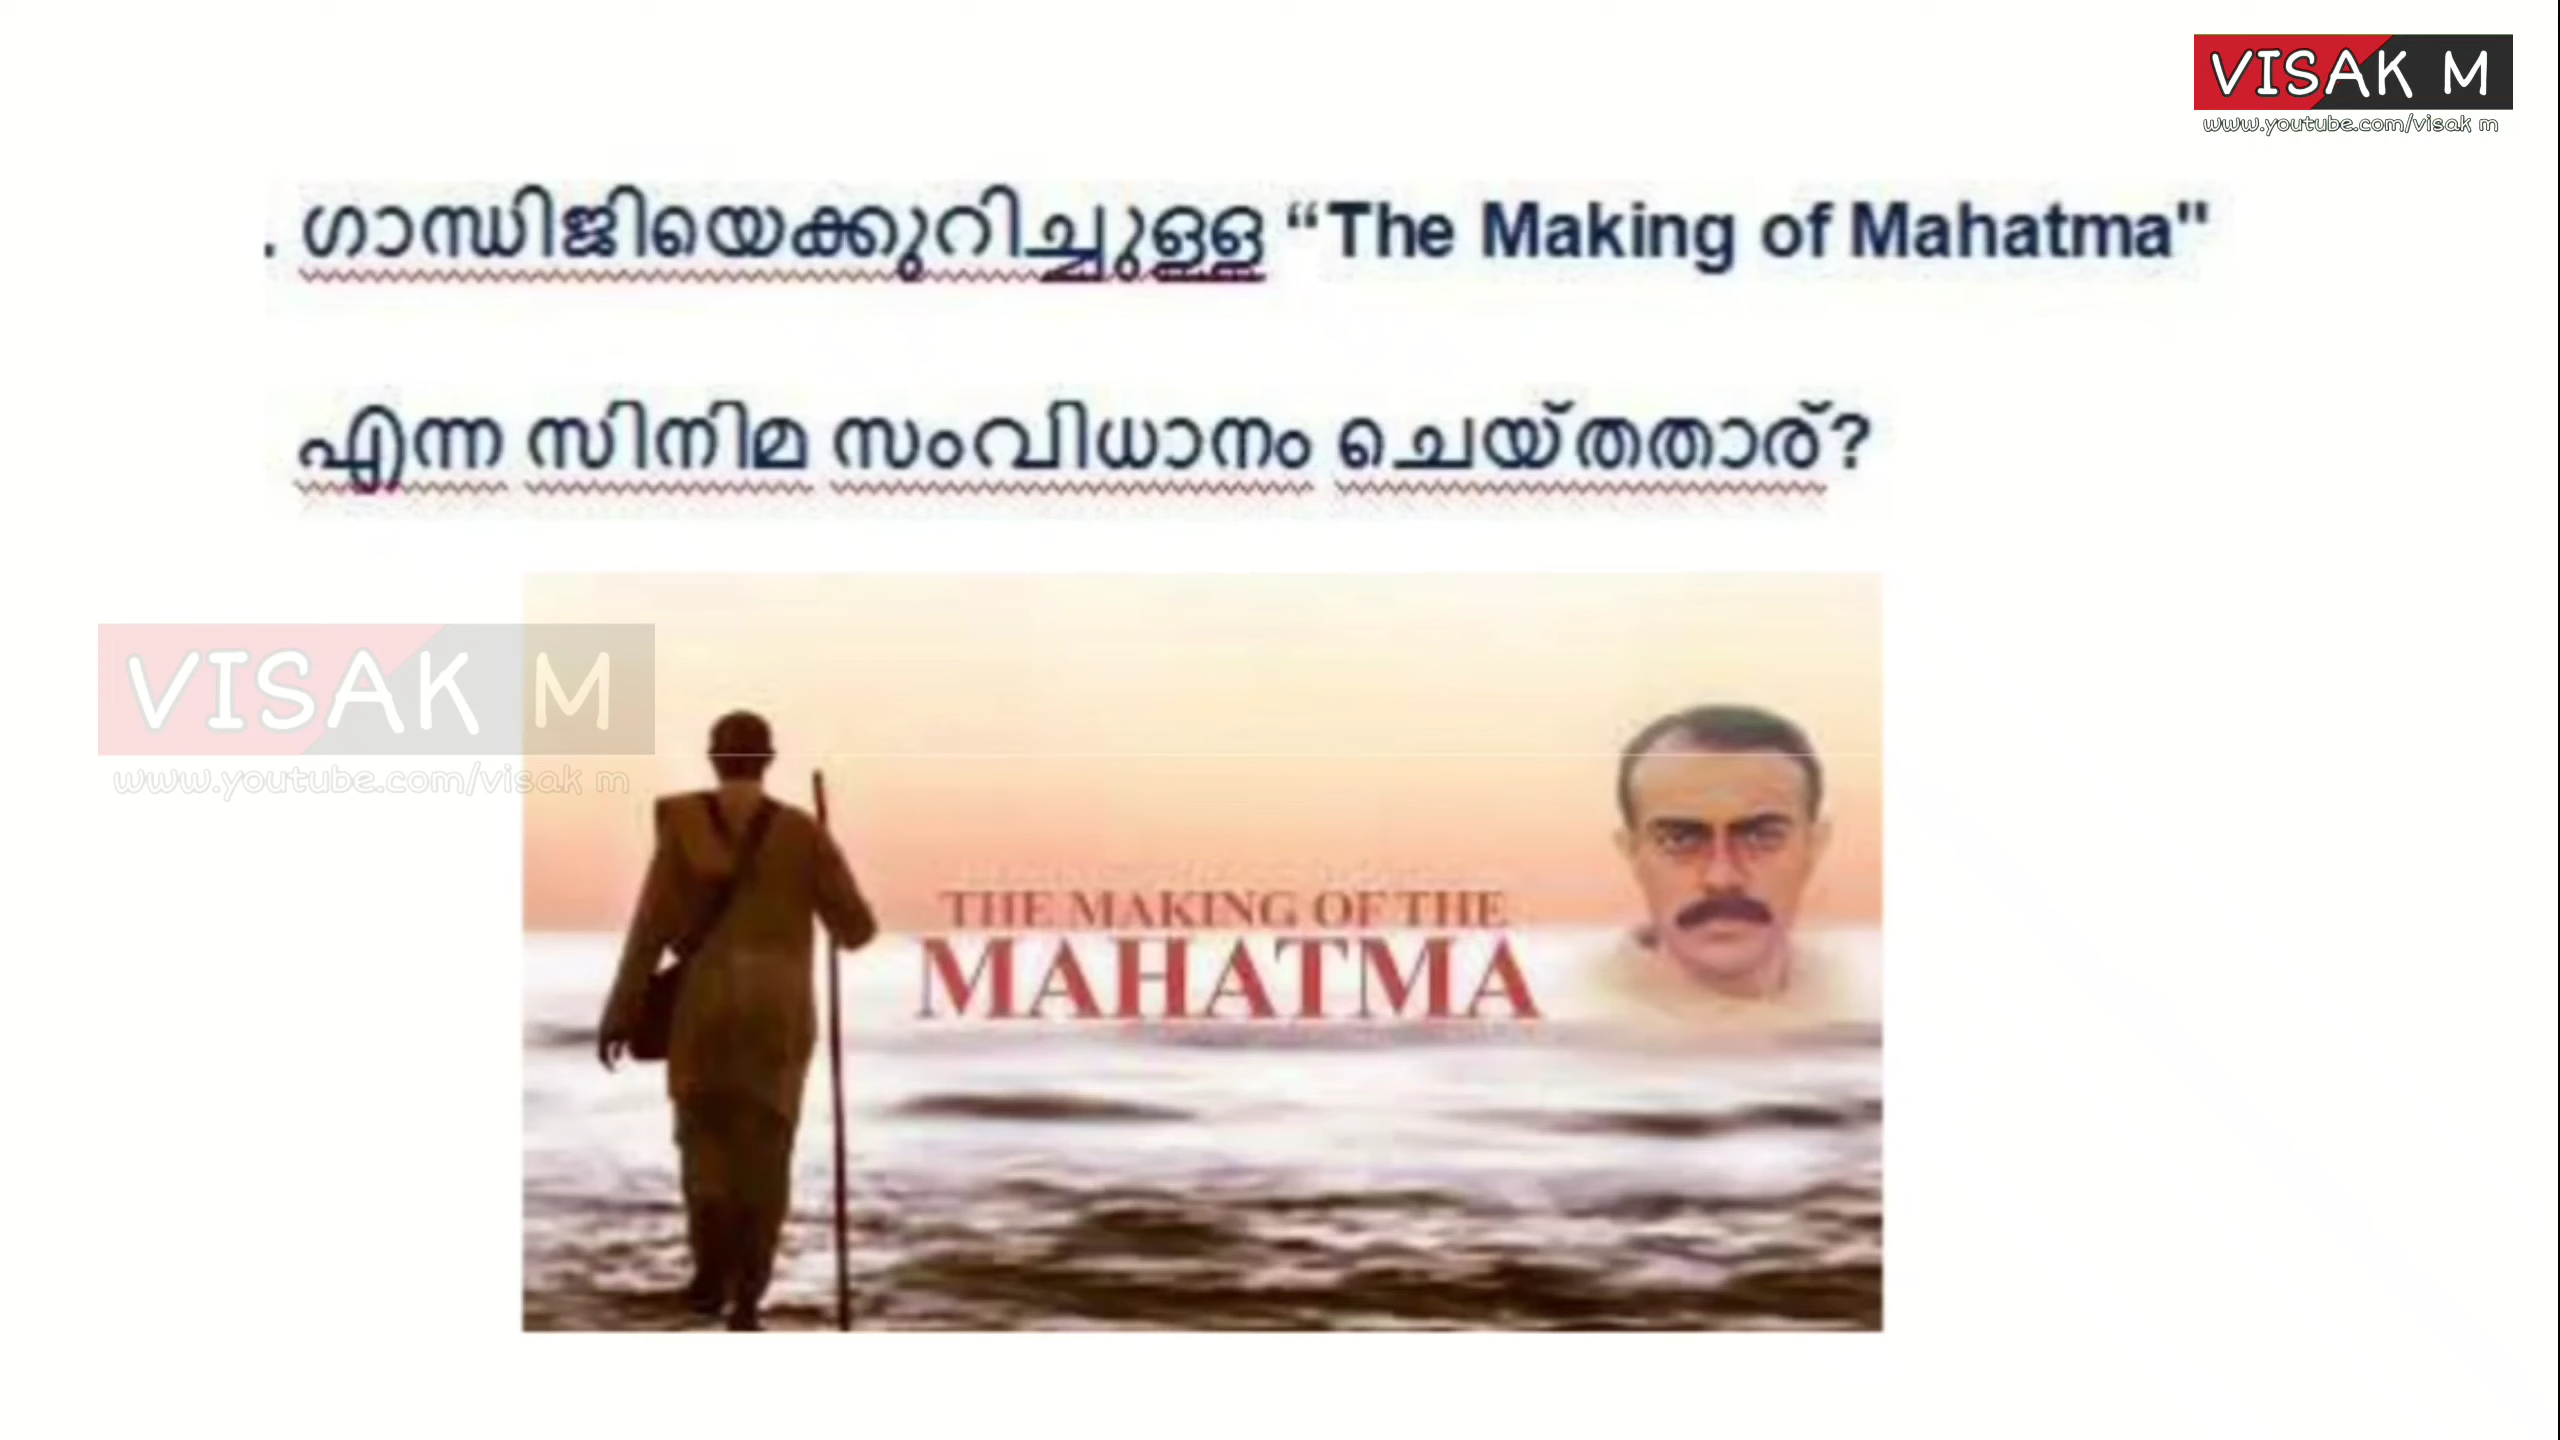 VISAK M
www.youtube.com/visak m
. ഗാന്ധിജിയെക്കുറിച്ചുള്ള “The Making of Mahatma"
എന്ന സിനിമ സംവിധാനം ചെയ്തതാര്?
VISAK M
www.youtube.com/visak m
THE MAKING OF THE
MAHATMA